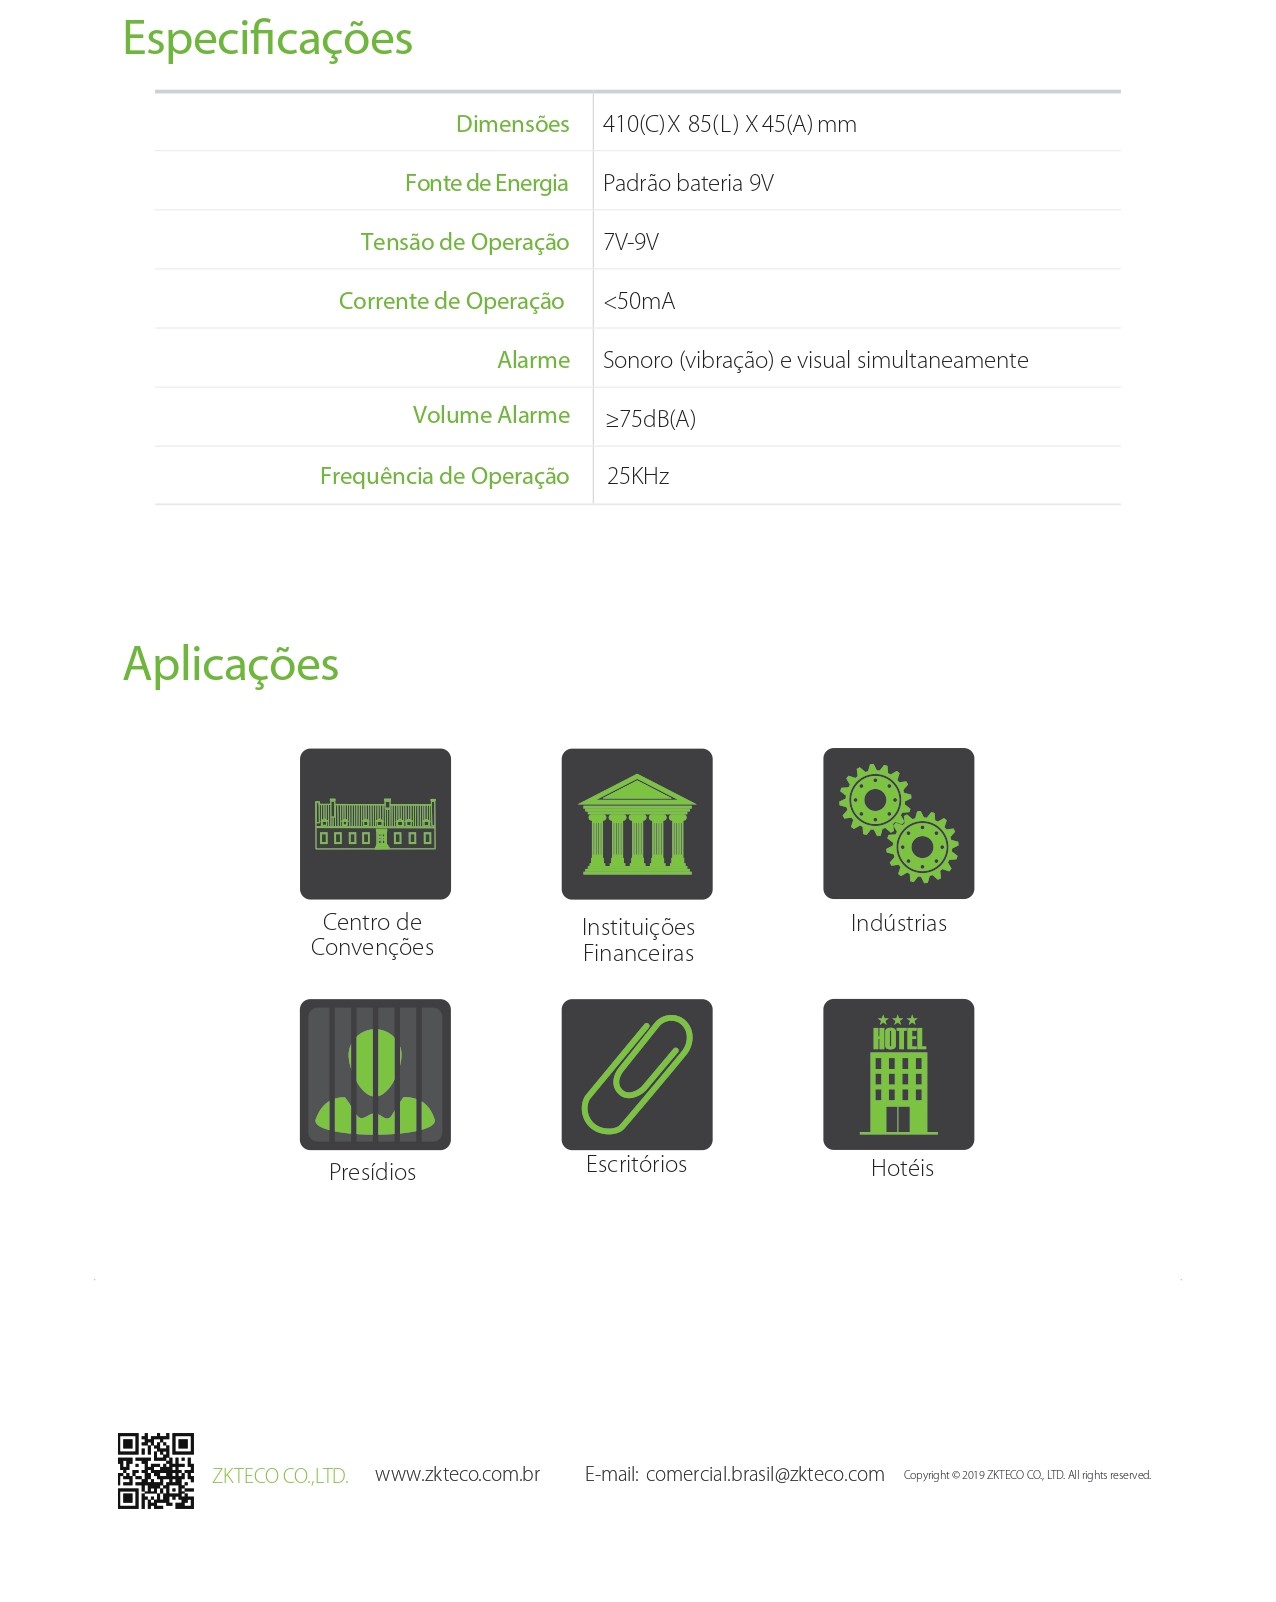 Especificações
Dimensões 410(C) X 85(L) X 45(A) mm
Fonte de Energia Padrão bateria 9V
Tensão de Operação 7V-9V
Corrente de Operação <50mA
Alarme Sonoro (vibração) e visual simultaneamente
Volume Alarme ≥75dB(A)
Frequência de Operação 25KHz
Aplicações
Centro de
Convenções
Instituições
Financeiras
Indústrias
HOTEL
Presídios
Escritórios
Hotéis
ZKTECO CO.,LTD. www.zkteco.com.br E-mail: comercial.brasil@zkteco.com Copyright © 2019 ZKTECO CO., LTD. All rights reserved.